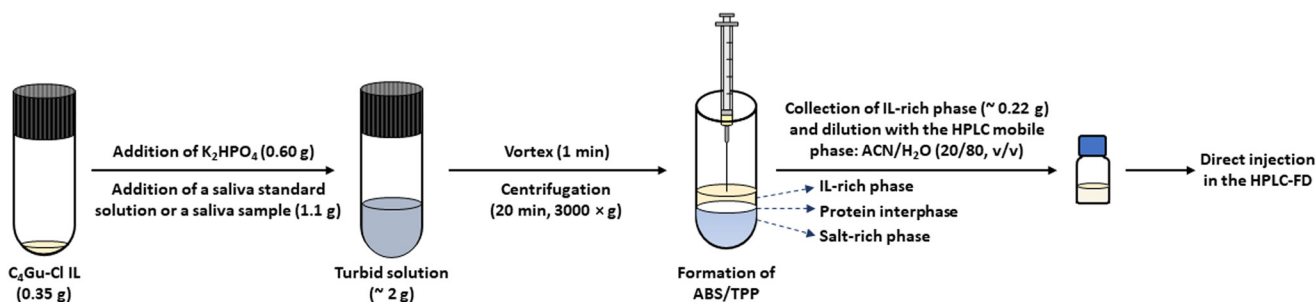 C₄Gu-Cl IL
(0.35 g)
Addition of K₂HPO₄ (0.60 g)
Addition of a saliva standard
solution or a saliva sample (1.1 g)
Turbid solution
(~ 2 g)
Vortex (1 min)
Centrifugation
(20 min, 3000 × g)
Formation of
ABS/TPP
Collection of IL-rich phase (~ 0.22 g)
and dilution with the HPLC mobile
phase: ACN/H₂O (20/80, v/v)
IL-rich phase
Protein interphase
Salt-rich phase
Direct injection
in the HPLC-FD